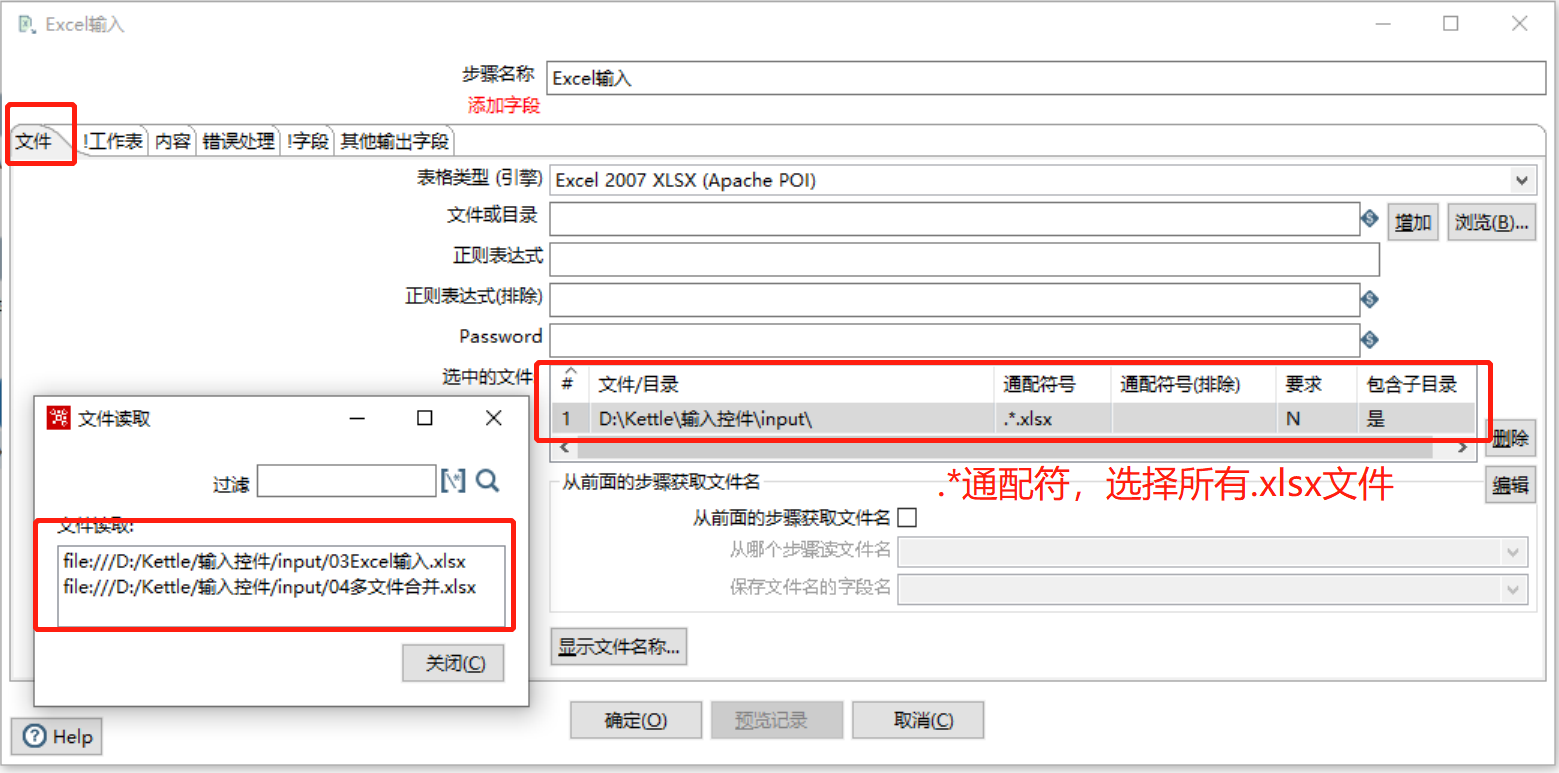 Excel输入
步骤名称 Excel输入
添加字段
文件 !工作表 内容 错误处理 !字段 其他输出字段
表格类型 (引擎) Excel 2007 XLSX (Apache POI)
文件或目录 增加 浏览(B)...
正则表达式
正则表达式(排除)
Password
选中的文件
# 文件/目录 通配符号 通配符号(排除) 要求 包含子目录
1 D:\Kettle\输入控件\input\ .*.xlsx N 是
删除
编辑
.*通配符，选择所有.xlsx文件
从前面的步骤获取文件名
从前面的步骤获取文件名
从哪个步骤读文件名
保存文件名的字段名
显示文件名称...
文件读取
过滤
文件读取:
file:///D:/Kettle/输入控件/input/03Excel输入.xlsx
file:///D:/Kettle/输入控件/input/04多文件合并.xlsx
关闭(C)
Help
确定(O) 预览记录 取消(C)